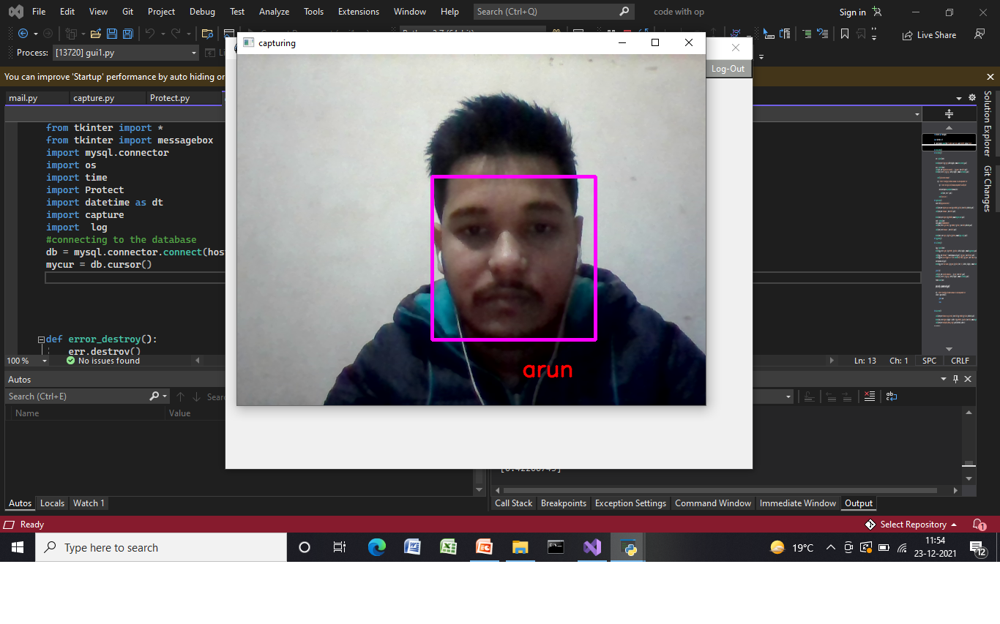 File Edit View Git Project Debug Test Analyze Tools Extensions Window Help Search (Ctrl+Q) code with op Sign in
Live Share
Process: [13720] gui1.py
capturing
Log-Out
You can improve 'Startup' performance by auto hiding or
mail.py capture.py Protect.py
Solution Explorer
Git Changes
from tkinter import *
from tkinter import messagebox
import mysql.connector
import os
import time
import Protect
import datetime as dt
import capture
import log
#connecting to the database
db = mysql.connector.connect(hos
mycur = db.cursor()
def error_destroy():
err.destroy()
arun
100 % No issues found Ln: 13 Ch: 1 SPC CRLF
Autos
Search (Ctrl+E) Sear
Name Value
Autos Locals Watch 1 Call Stack Breakpoints Exception Settings Command Window Immediate Window Output
Ready Select Repository 1
Type here to search 19°C 11:54
23-12-2021 12